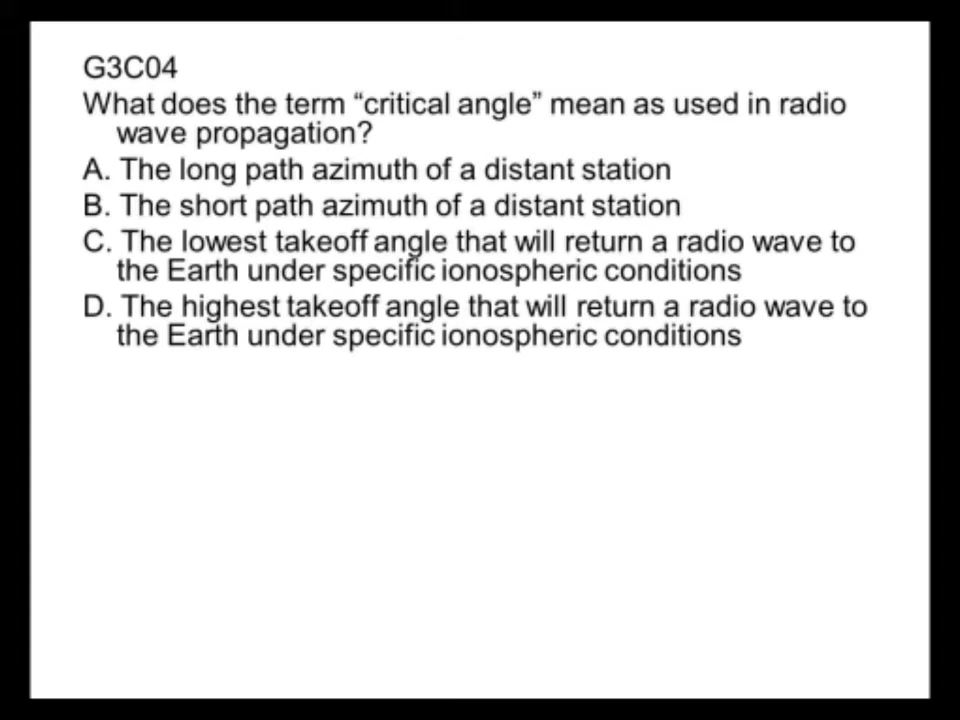 G3C04
What does the term “critical angle” mean as used in radio
wave propagation?
A. The long path azimuth of a distant station
B. The short path azimuth of a distant station
C. The lowest takeoff angle that will return a radio wave to
the Earth under specific ionospheric conditions
D. The highest takeoff angle that will return a radio wave to
the Earth under specific ionospheric conditions